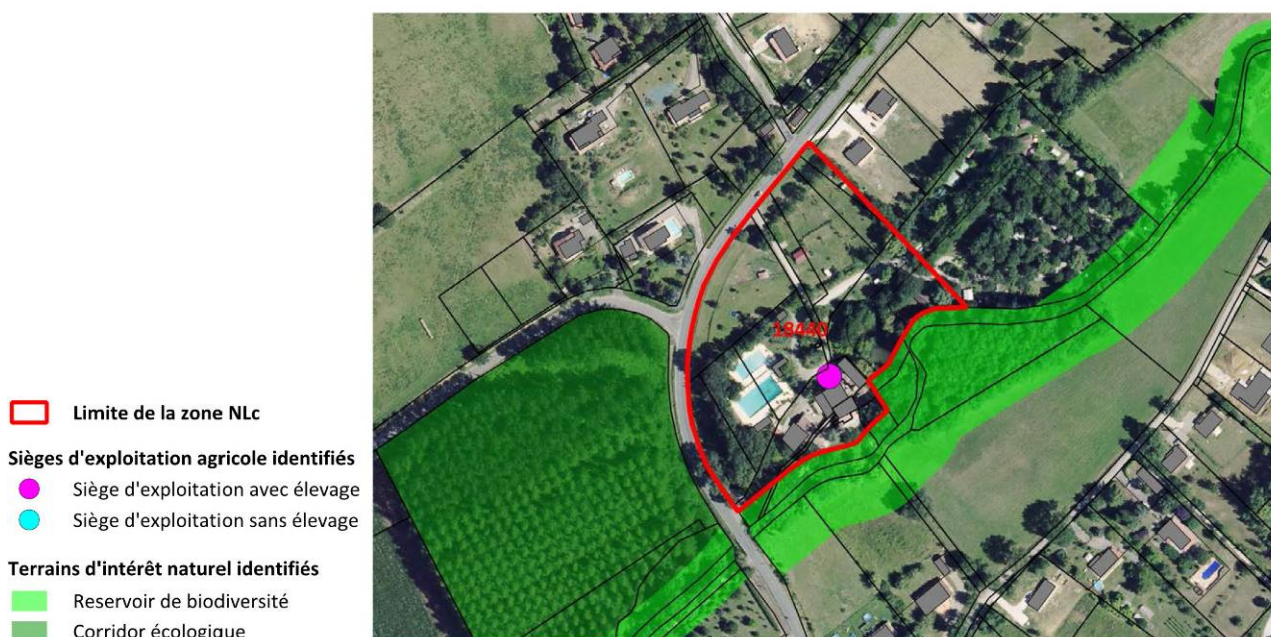 Limite de la zone NLc
Sièges d'exploitation agricole identifiés
Siège d'exploitation avec élevage
Siège d'exploitation sans élevage
Terrains d'intérêt naturel identifiés
Reservoir de biodiversité
Corridor écologique
18440